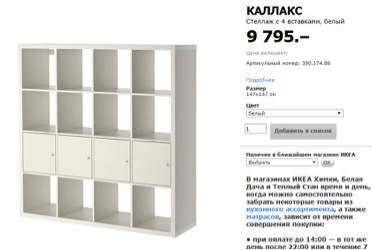 КАЛЛАКС
Стеллаж с 4 вставками, белый
9 795.–
Цена включает:
Артикульный номер: 390.174.86
Подробнее
Размер
147x147 см
Цвет
белый
1 Добавить в список
Наличие в ближайшем магазине ИКЕА
Выбрать OK
В магазинах ИКЕА Химки, Белая
Дача и Теплый Стан время и день,
когда можно самостоятельно
забрать некоторые товары из
кухонного ассортимента, а также
матрасов, зависит от времени
совершения покупки:
• при оплате до 14:00 — в тот же
день после 22:00 или в течение 7